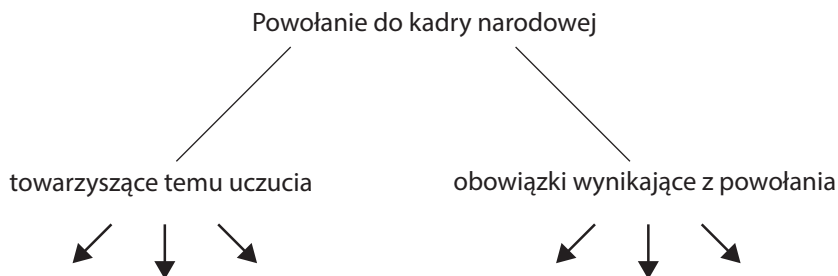 Powołanie do kadry narodowej
towarzyszące temu uczucia
obowiązki wynikające z powołania